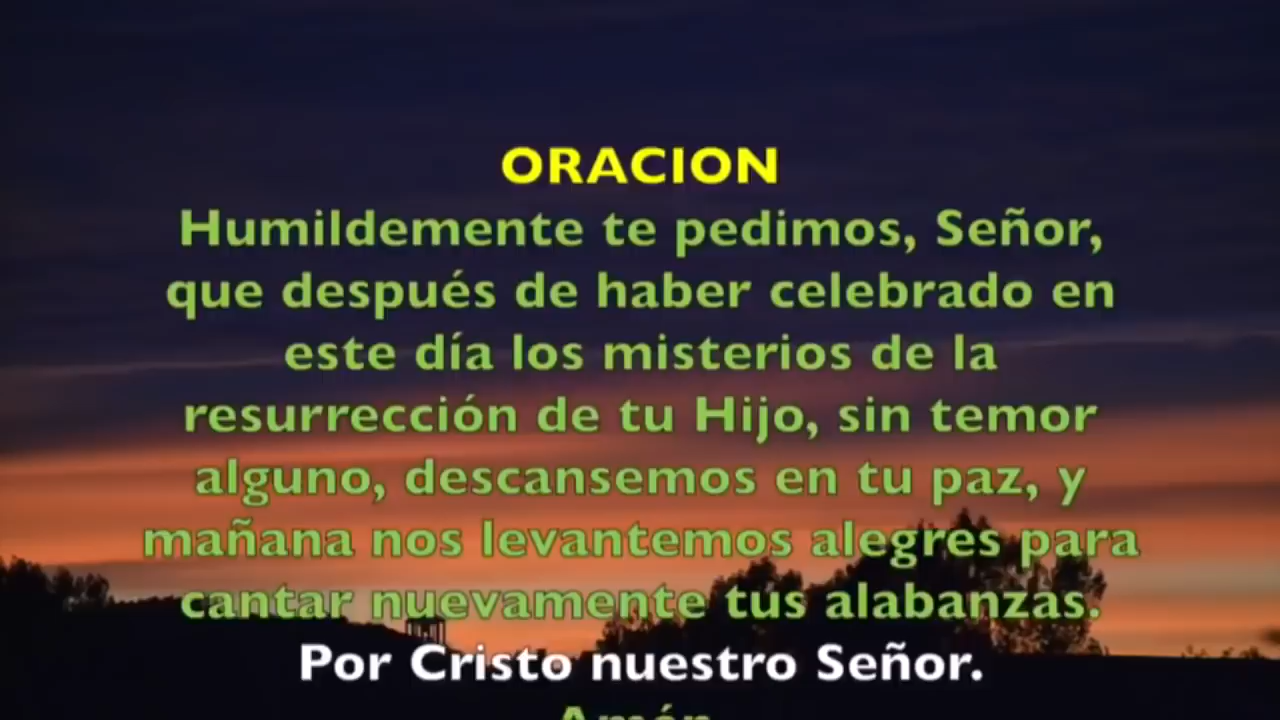 ORACION
Humildemente te pedimos, Señor,
que después de haber celebrado en
este día los misterios de la
resurrección de tu Hijo, sin temor
alguno, descansemos en tu paz, y
mañana nos levantemos alegres para
cantar nuevamente tus alabanzas.
Por Cristo nuestro Señor.
Amén